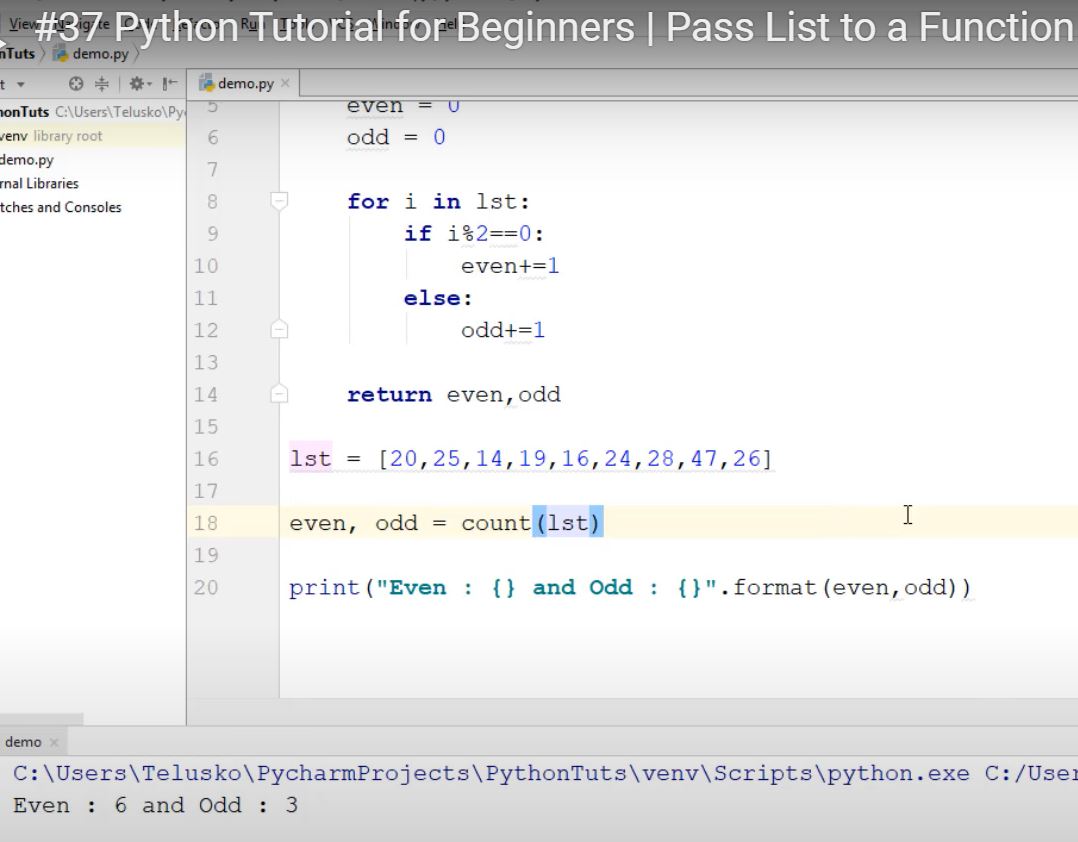 #37 Python Tutorial for Beginners | Pass List to a Function
View Navigate
nTuts demo.py
t
demo.py
honTuts C:\Users\Telusko\Py
venv library root
demo.py
rnal Libraries
tches and Consoles
5 even = 0
6 odd = 0
7
8 for i in lst:
9 if i%2==0:
10 even+=1
11 else:
12 odd+=1
13
14 return even,odd
15
16 lst = [20,25,14,19,16,24,28,47,26]
17
18 even, odd = count(lst)
19
20 print("Even : {} and Odd : {}".format(even,odd))
demo
C:\Users\Telusko\PycharmProjects\PythonTuts\venv\Scripts\python.exe C:/User
Even : 6 and Odd : 3